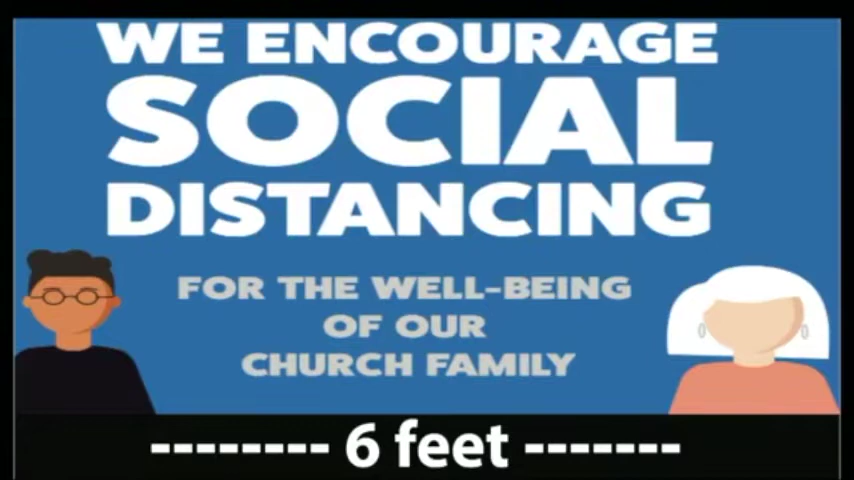 WE ENCOURAGE
SOCIAL
DISTANCING
FOR THE WELL-BEING
OF OUR
CHURCH FAMILY
-------- 6 feet -------